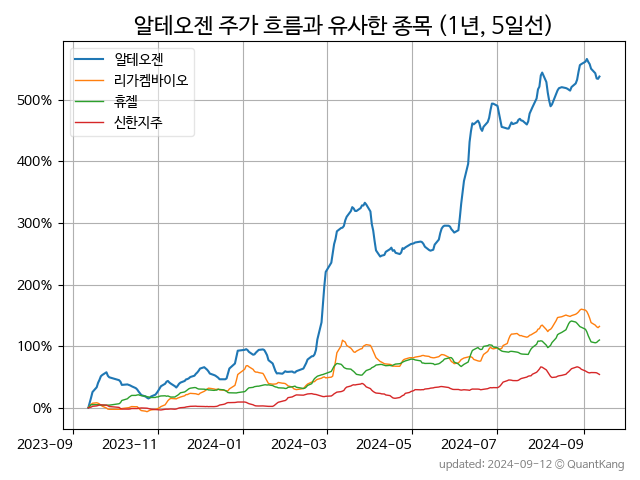 알테오젠 주가 흐름과 유사한 종목 (1년, 5일선)
알테오젠
리가켐바이오
휴젤
신한지주
500%
400%
300%
200%
100%
0%
2023-09 2023-11 2024-01 2024-03 2024-05 2024-07 2024-09
updated: 2024-09-12 © QuantKang